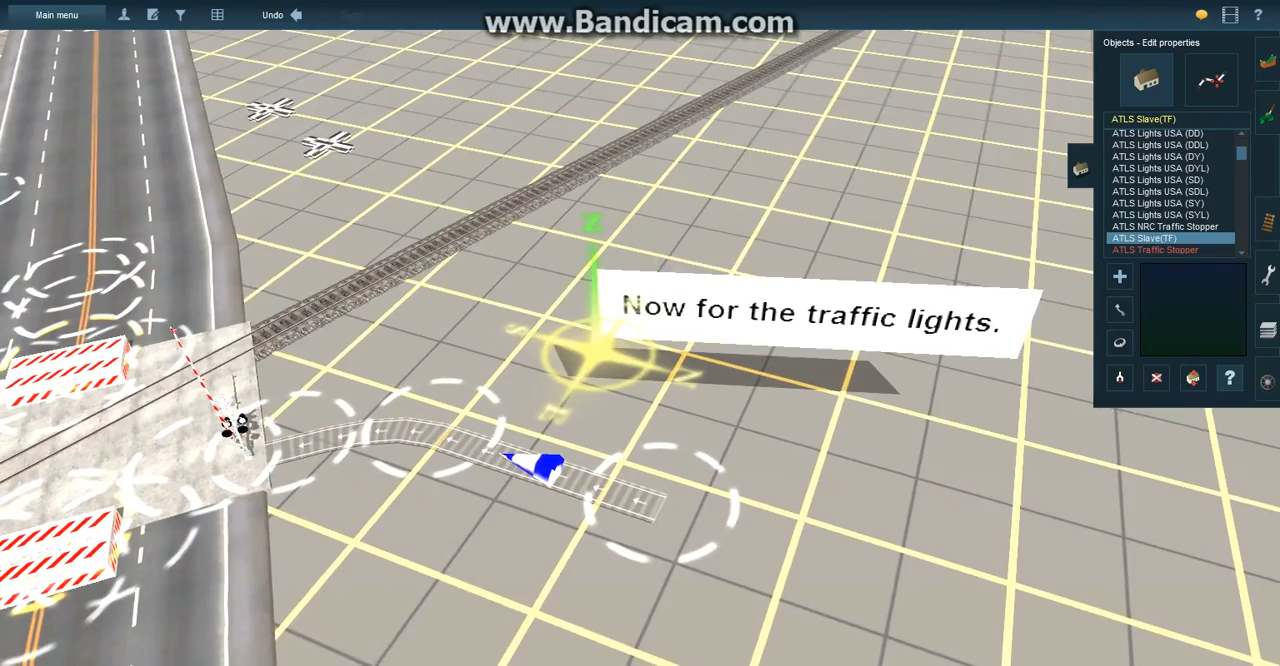 Main menu
Undo
www.Bandicam.com
?
Objects - Edit properties
ATLS Slave(TF)
ATLS Lights USA (DD)
ATLS Lights USA (DDL)
ATLS Lights USA (DY)
ATLS Lights USA (DYL)
ATLS Lights USA (SD)
ATLS Lights USA (SDL)
ATLS Lights USA (SY)
ATLS Lights USA (SYL)
ATLS NRC Traffic Stopper
ATLS Slave(TF)
ATLS Traffic Stopper
?
Now for the traffic lights.